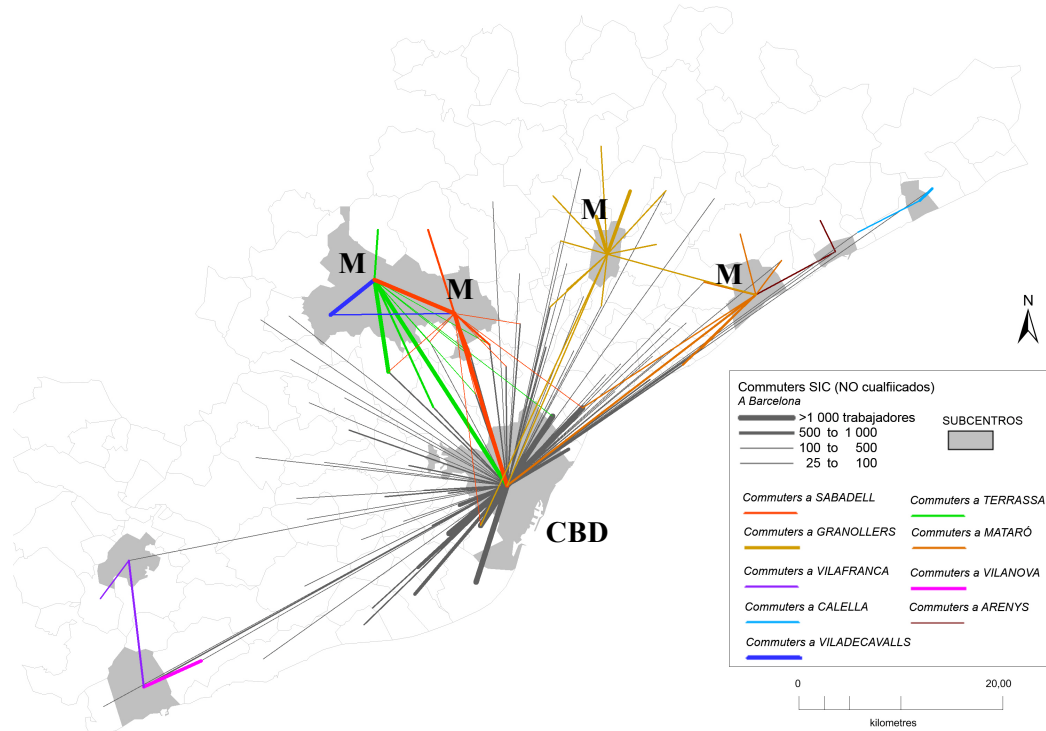 M
M
M
M
CBD
N
Commuters SIC (NO cualfiicados)
A Barcelona
>1 000 trabajadores
500 to 1 000
100 to 500
25 to 100
SUBCENTROS
Commuters a SABADELL
Commuters a TERRASSA
Commuters a GRANOLLERS
Commuters a MATARÓ
Commuters a VILAFRANCA
Commuters a VILANOVA
Commuters a CALELLA
Commuters a ARENYS
Commuters a VILADECAVALLS
0 20,00
kilometres